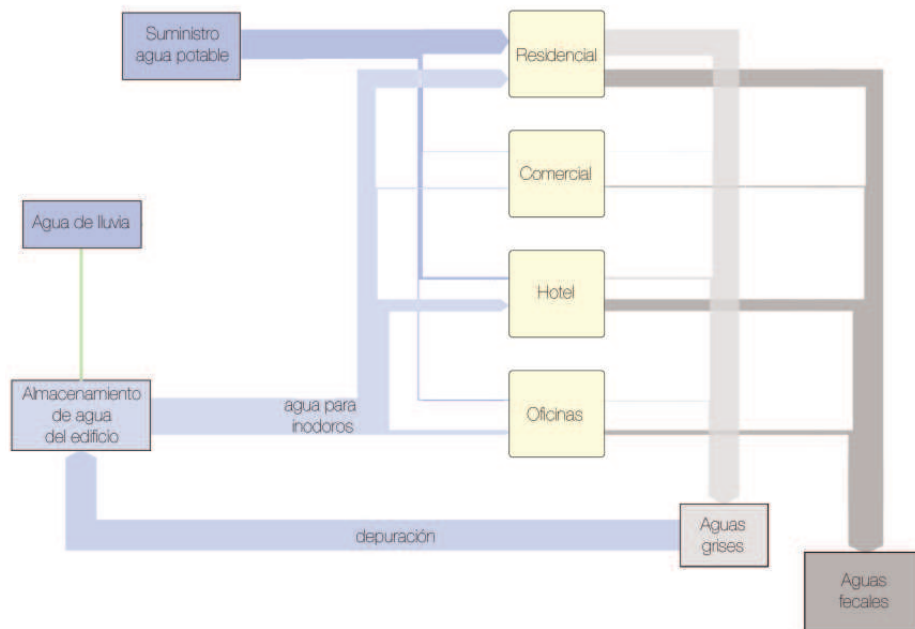 Suministro
agua potable
Residencial
Comercial
Agua de lluvia
Hotel
Almacenamiento
de agua
del edificio
agua para
inodoros
Oficinas
depuración
Aguas
grises
Aguas
fecales